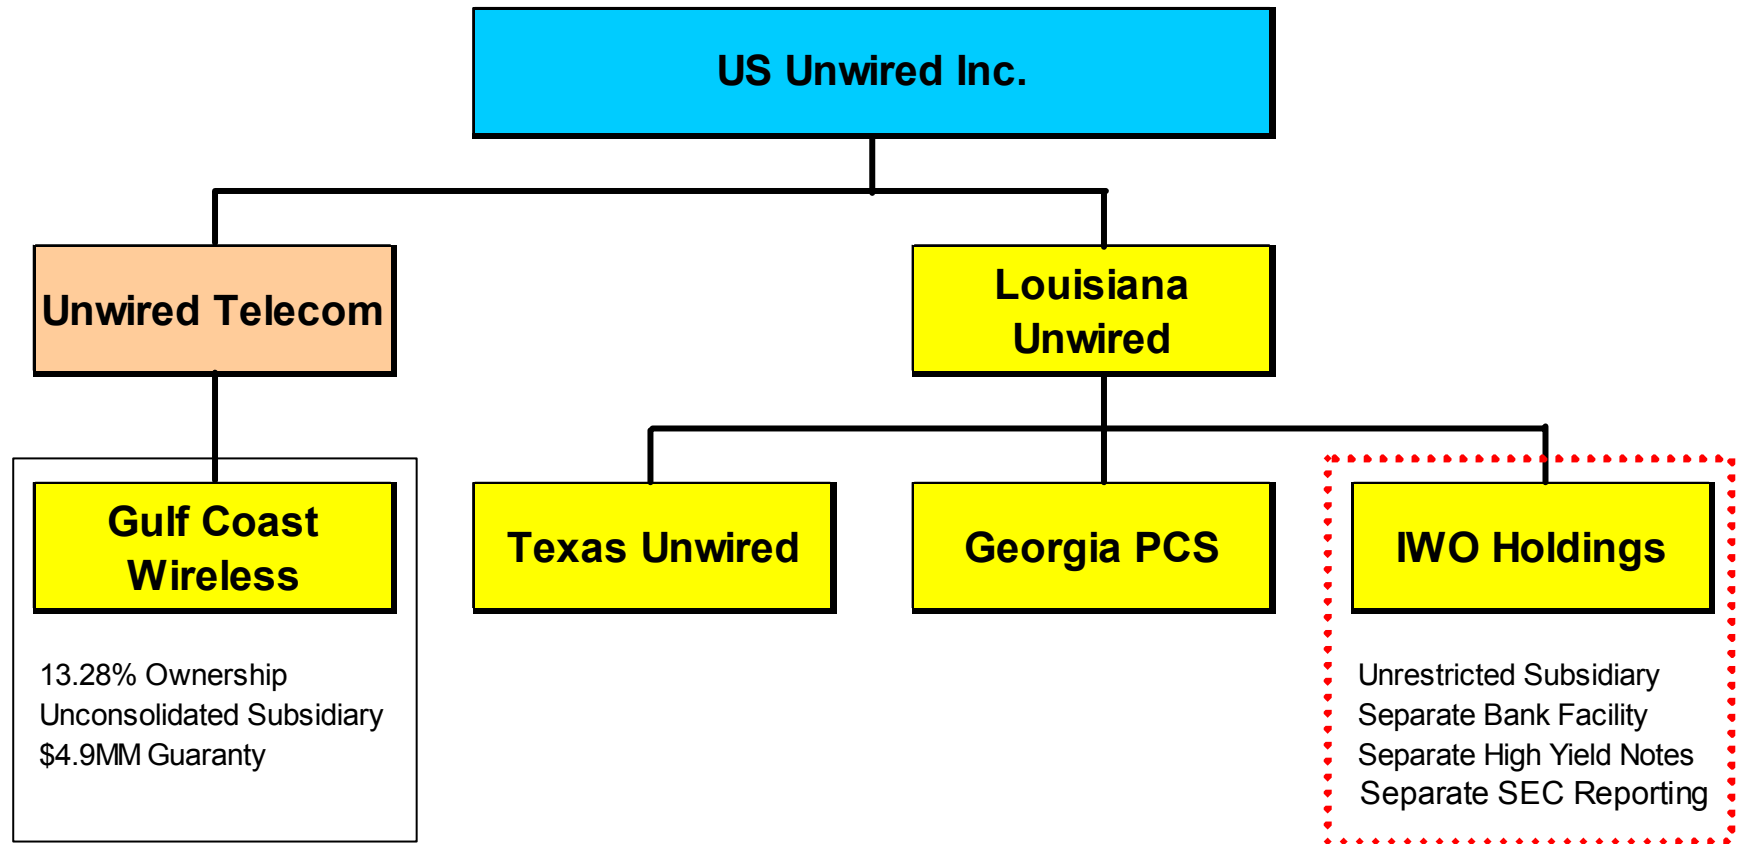 US Unwired Inc.
Unwired Telecom
Louisiana
Unwired
Gulf Coast
Wireless
Texas Unwired
Georgia PCS
IWO Holdings
13.28% Ownership
Unconsolidated Subsidiary
$4.9MM Guaranty
Unrestricted Subsidiary
Separate Bank Facility
Separate High Yield Notes
Separate SEC Reporting